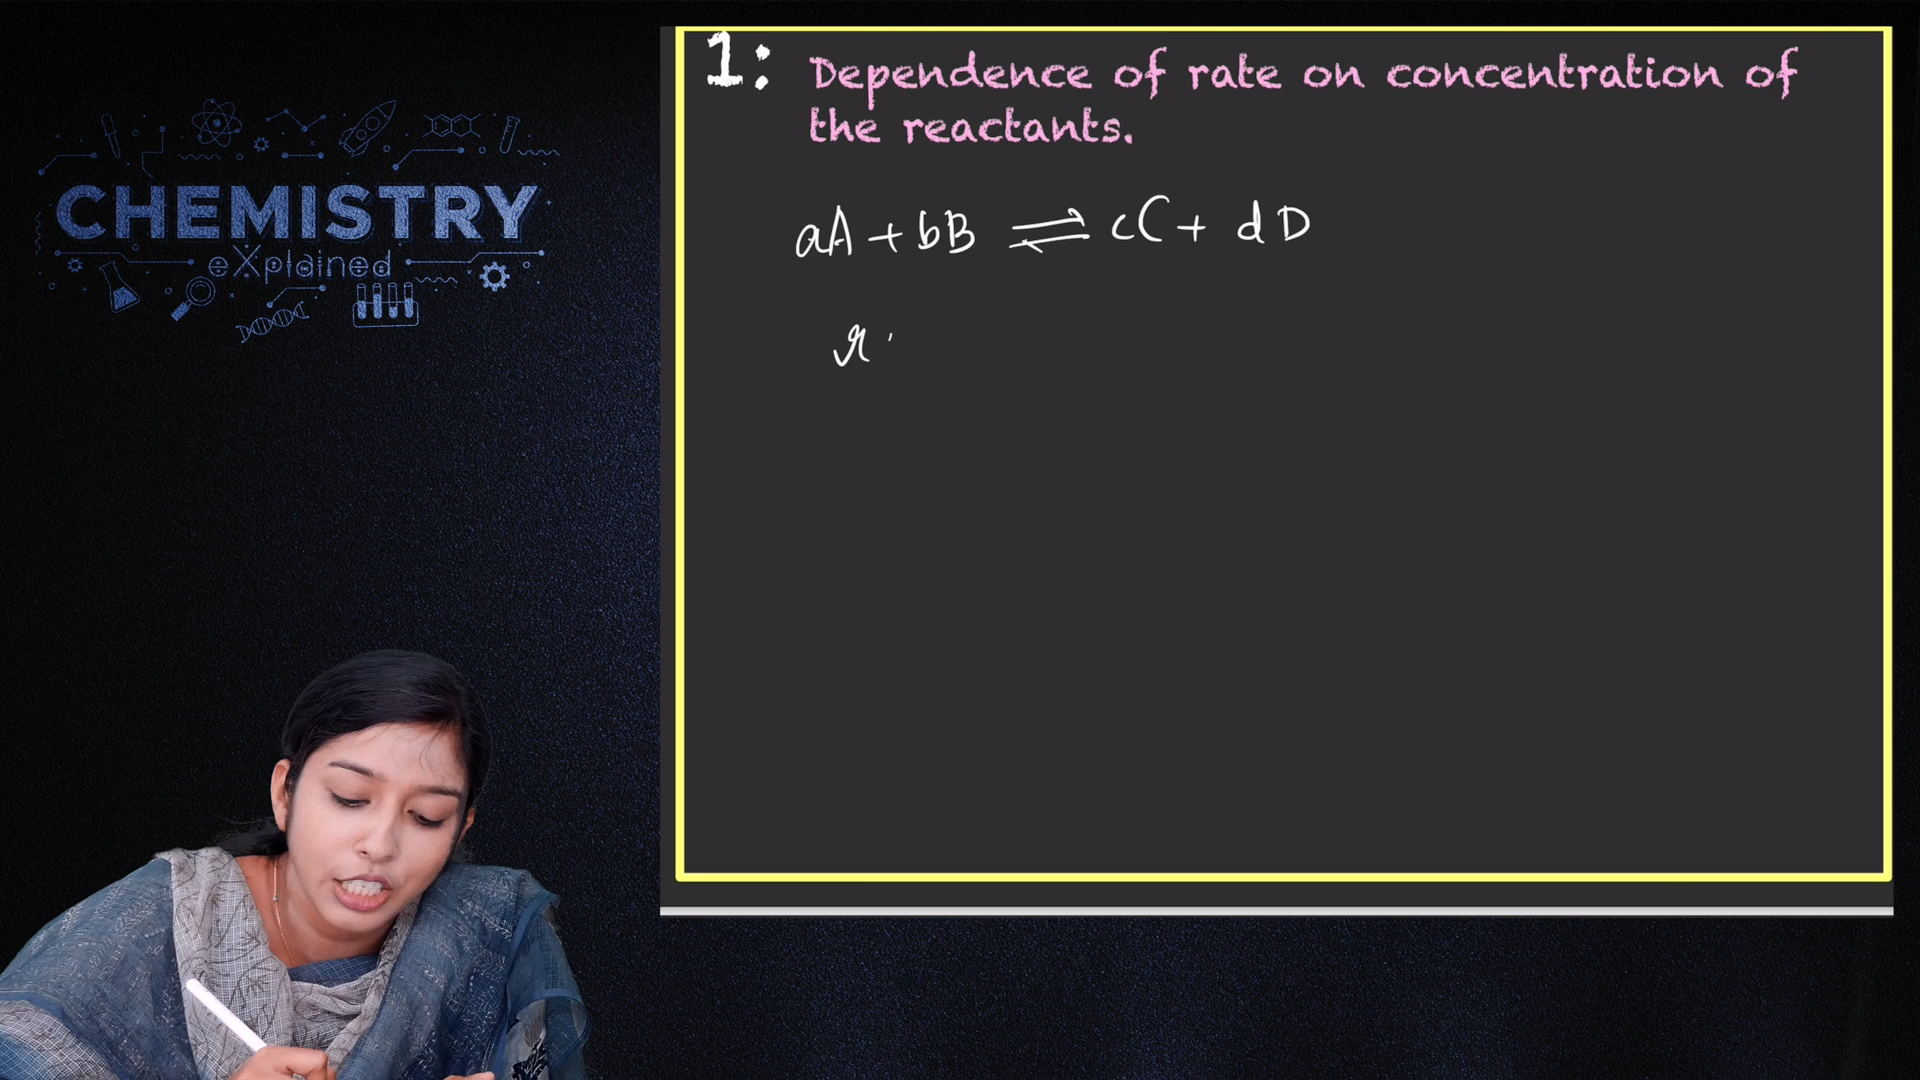 CHEMISTRY
eXplained
1: Dependence of rate on concentration of
the reactants.
aA + bB ⇌ cC + dD
r